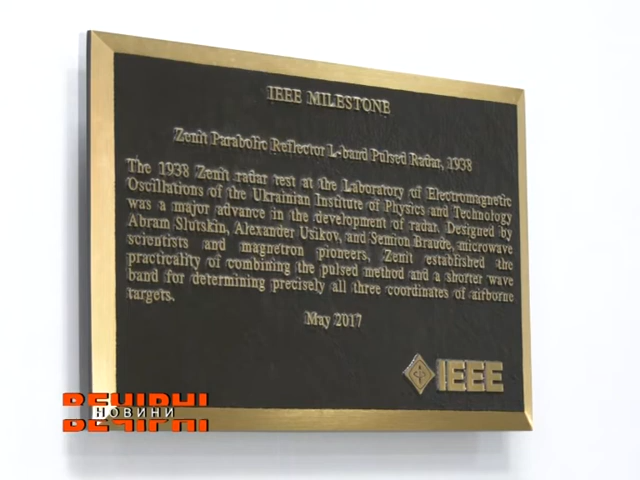 IEEE MILESTONE
Zenit Parabolic Reflector L-band Pulsed Radar, 1938
The 1938 Zenit radar test at the Laboratory of Electromagnetic
Oscillations of the Ukrainian Institute of Physics and Technology
was a major advance in the development of radar. Designed by
Abram Slutskin, Alexander Usikov, and Semion Braude, microwave
scientists and magnetron pioneers, Zenit established the
practicality of combining the pulsed method and a shorter wave
band for determining precisely all three coordinates of airborne
targets.
May 2017
IEEE
ВЕЧІРНІ
НОВИНИ